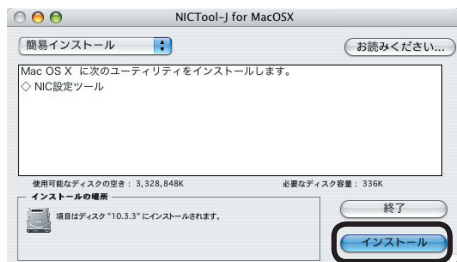 NICTool-J for MacOSX
簡易インストール
お読みください...
Mac OS X に次のユーティリティをインストールします。
◇ NIC設定ツール
使用可能なディスクの空き： 3,328,848K 必要なディスク容量： 336K
インストールの場所
項目はディスク "10.3.3" にインストールされます。
終了
インストール